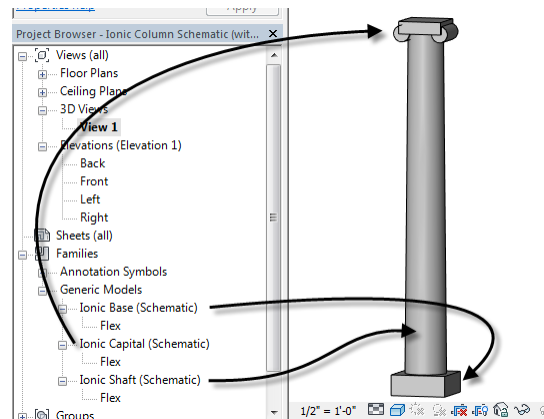 Properties help
Apply
Project Browser - Ionic Column Schematic (wit...
Views (all)
Floor Plans
Ceiling Plans
3D Views
View 1
Elevations (Elevation 1)
Back
Front
Left
Right
Sheets (all)
Families
Annotation Symbols
Generic Models
Ionic Base (Schematic)
Flex
Ionic Capital (Schematic)
Flex
Ionic Shaft (Schematic)
Flex
Groups
1/2" = 1'-0"